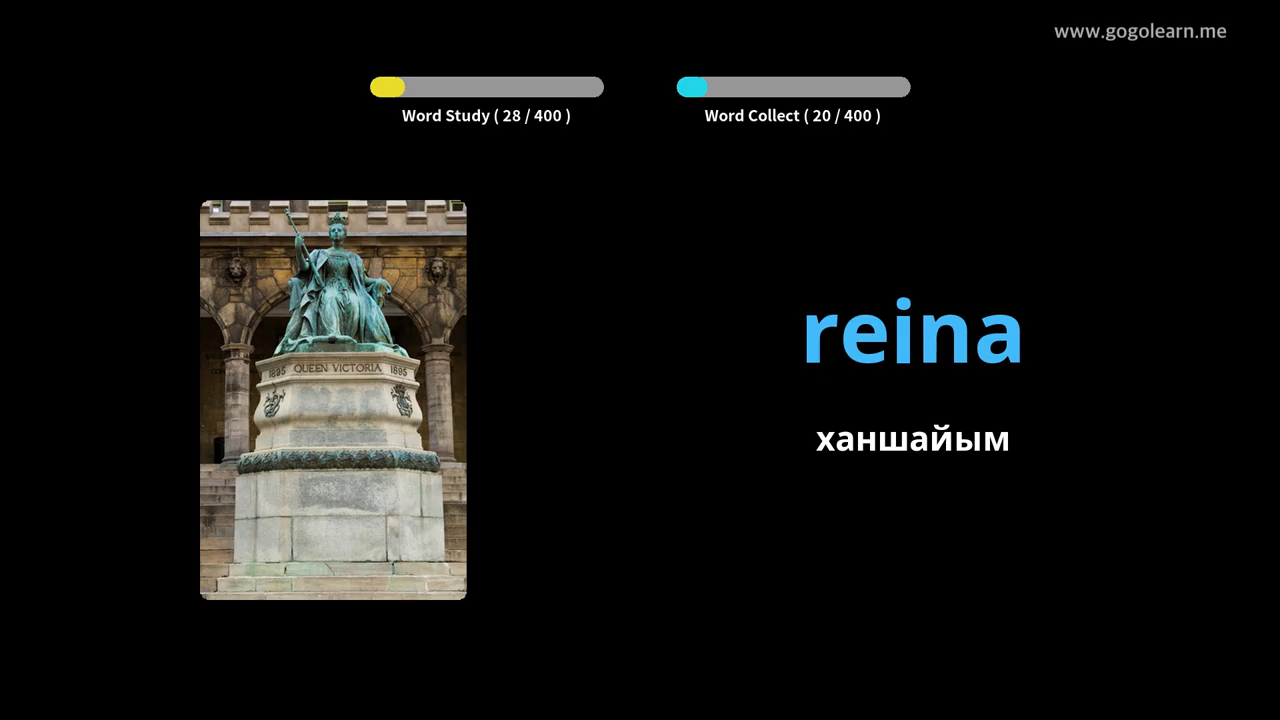 www.gogolearn.me
Word Study ( 28 / 400 )
Word Collect ( 20 / 400 )
1895 QUEEN VICTORIA 1895
reina
ханшайым